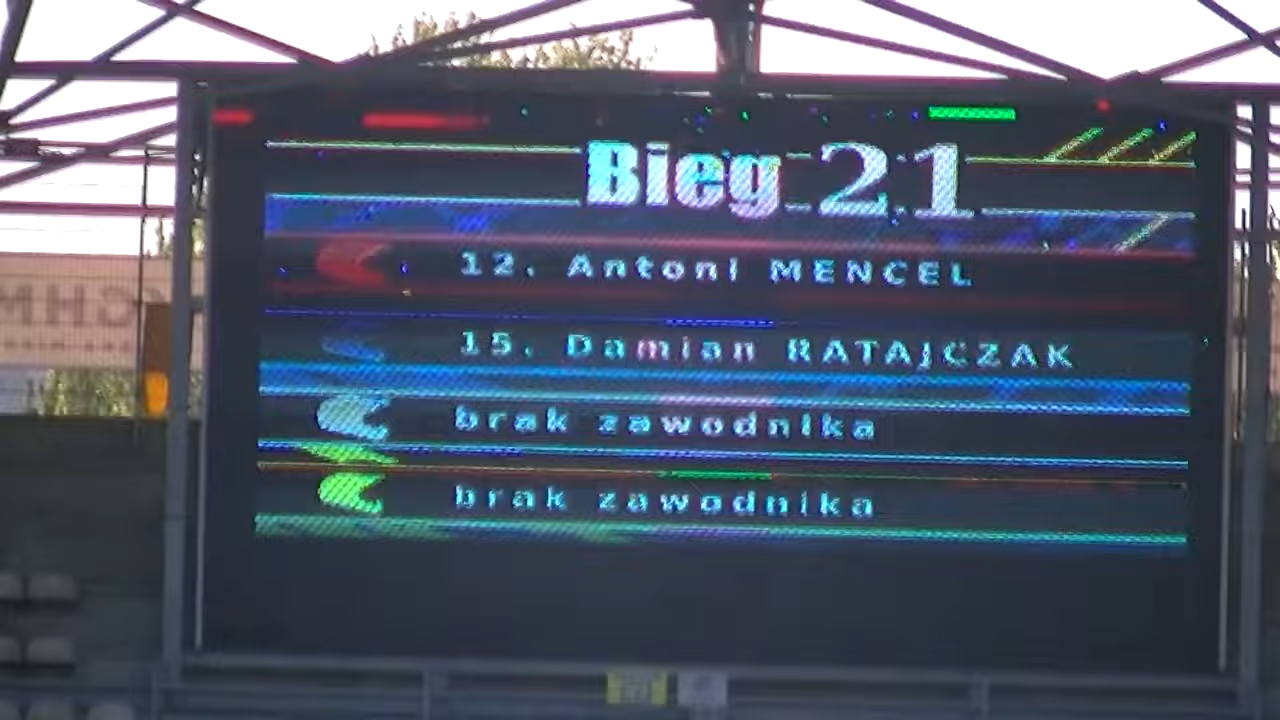 Bieg 21
12. Antoni MENCEL
15. Damian RATAJCZAK
brak zawodnika
brak zawodnika